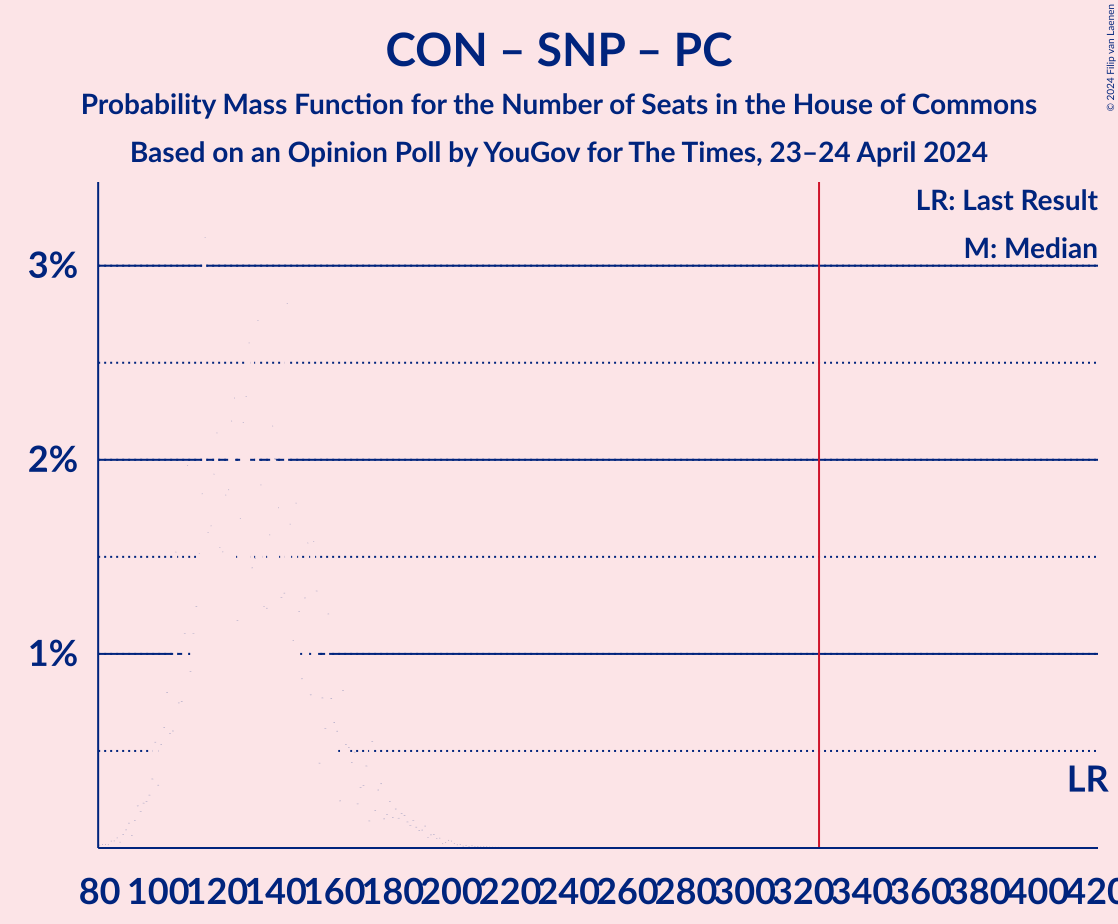 CON – SNP – PC
Probability Mass Function for the Number of Seats in the House of Commons
Based on an Opinion Poll by YouGov for The Times, 23–24 April 2024
© 2024 Filip van Laenen
LR: Last Result
M: Median
3%
2%
1%
LR
80 100 120 140 160 180 200 220 240 260 280 300 320 340 360 380 400 420